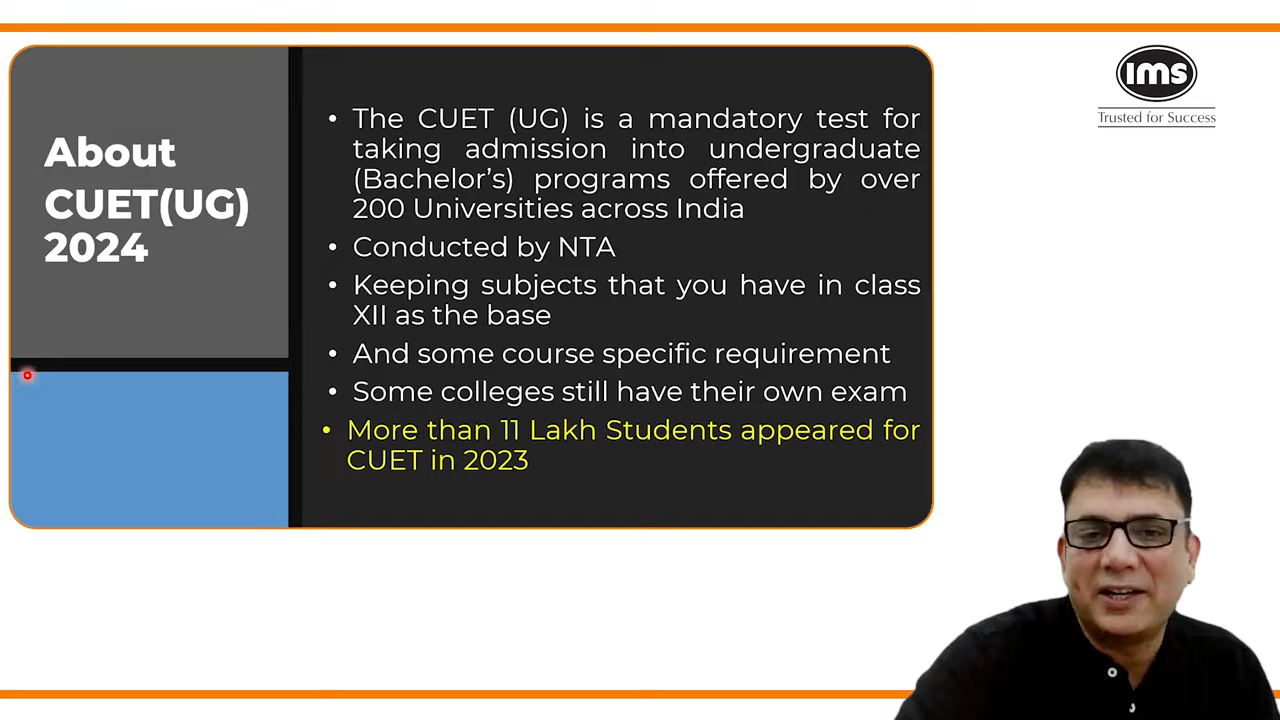 ims
Trusted for Success
About
CUET(UG)
2024
• The CUET (UG) is a mandatory test for
taking admission into undergraduate
(Bachelor’s) programs offered by over
200 Universities across India
• Conducted by NTA
• Keeping subjects that you have in class
XII as the base
• And some course specific requirement
• Some colleges still have their own exam
• More than 11 Lakh Students appeared for
CUET in 2023